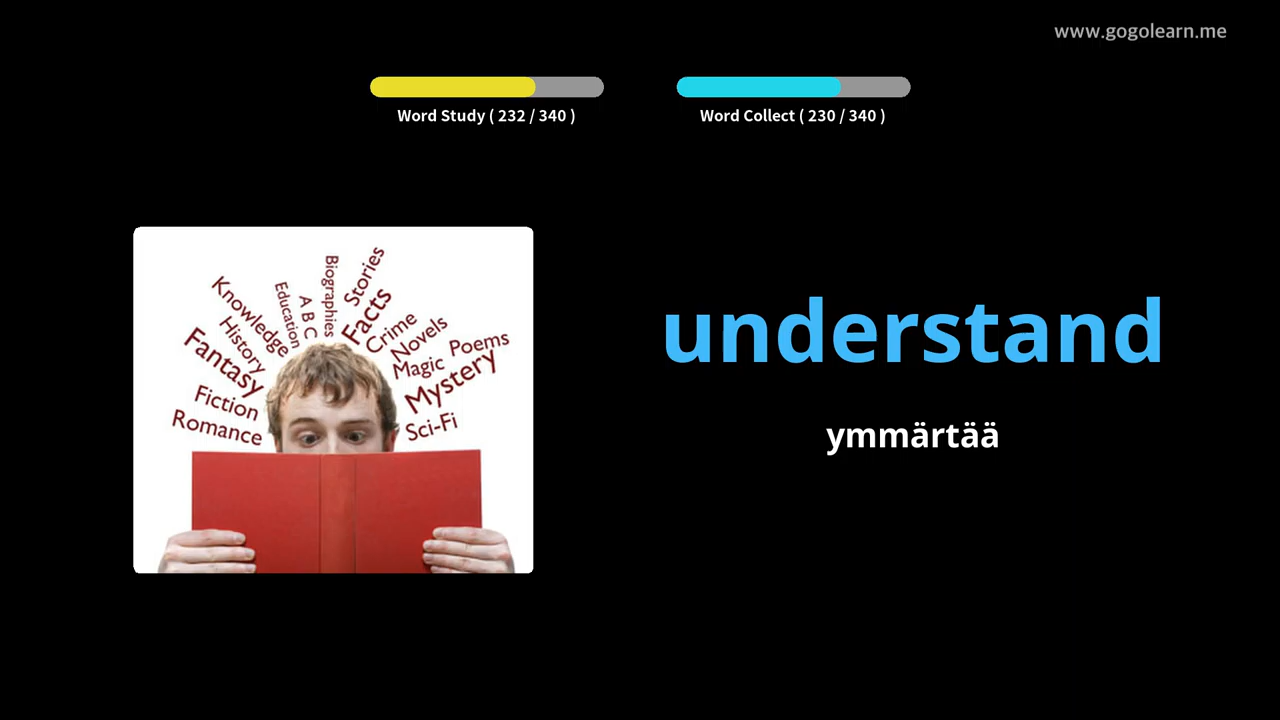 www.gogolearn.me
Word Study ( 232 / 340 )
Word Collect ( 230 / 340 )
Biographies
Stories
Education
A B C
Facts
Knowledge
Crime
History
Novels
Fantasy
Magic
Poems
Mystery
Fiction
Romance
Sci-Fi
understand
ymmärtää